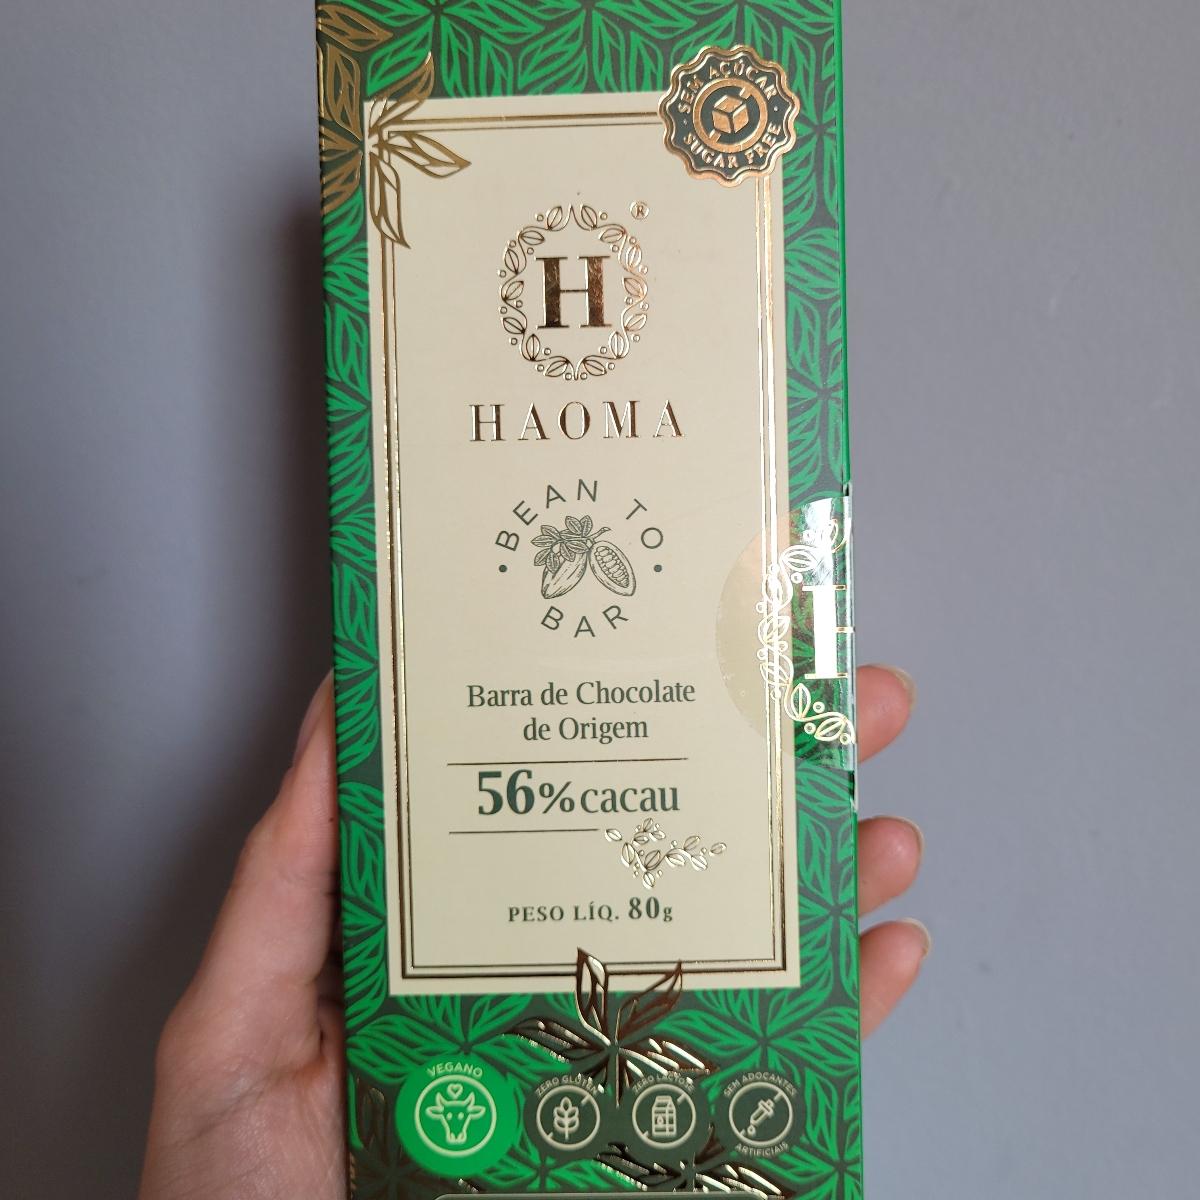 SEM AÇÚCAR
SUGAR FREE
®
H
HAOMA
BEAN TO
BAR
Barra de Chocolate
de Origem
56% cacau
PESO LÍQ. 80g
H
VEGANO
ZERO GLÚTEN
ZERO LACTOSE
SEM ADOÇANTES
ARTIFICIAIS